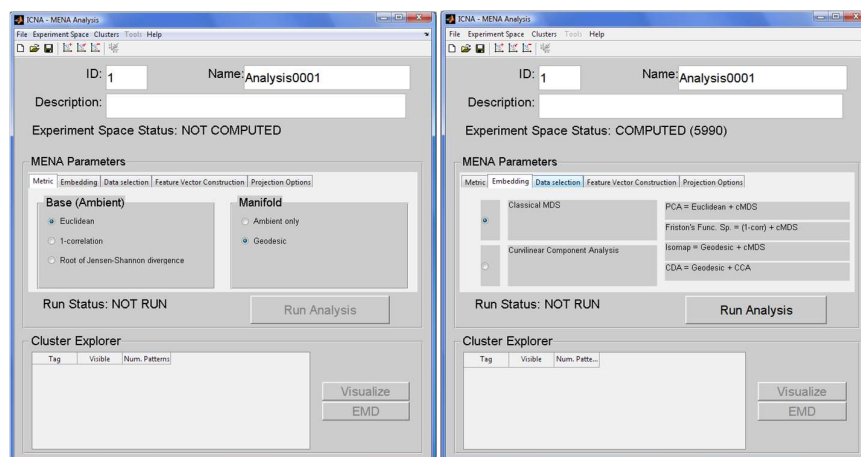 ICNA - MENA Analysis
File Experiment Space Clusters Tools Help
ID: 1 Name: Analysis0001
Description:
Experiment Space Status: NOT COMPUTED
MENA Parameters
Metric Embedding Data selection Feature Vector Construction Projection Options
Base (Ambient) Manifold
Euclidean Ambient only
1-correlation Geodesic
Root of Jensen-Shannon divergence
Run Status: NOT RUN Run Analysis
Cluster Explorer
Tag Visible Num. Patterns
Visualize
EMD
ICNA - MENA Analysis
File Experiment Space Clusters Tools Help
ID: 1 Name: Analysis0001
Description:
Experiment Space Status: COMPUTED (5990)
MENA Parameters
Metric Embedding Data selection Feature Vector Construction Projection Options
Classical MDS PCA = Euclidean + cMDS
Friston's Func. Sp. = (1-corr) + cMDS
Curvilinear Component Analysis Isomap = Geodesic + cMDS
CDA = Geodesic + CCA
Run Status: NOT RUN Run Analysis
Cluster Explorer
Tag Visible Num. Patte...
Visualize
EMD